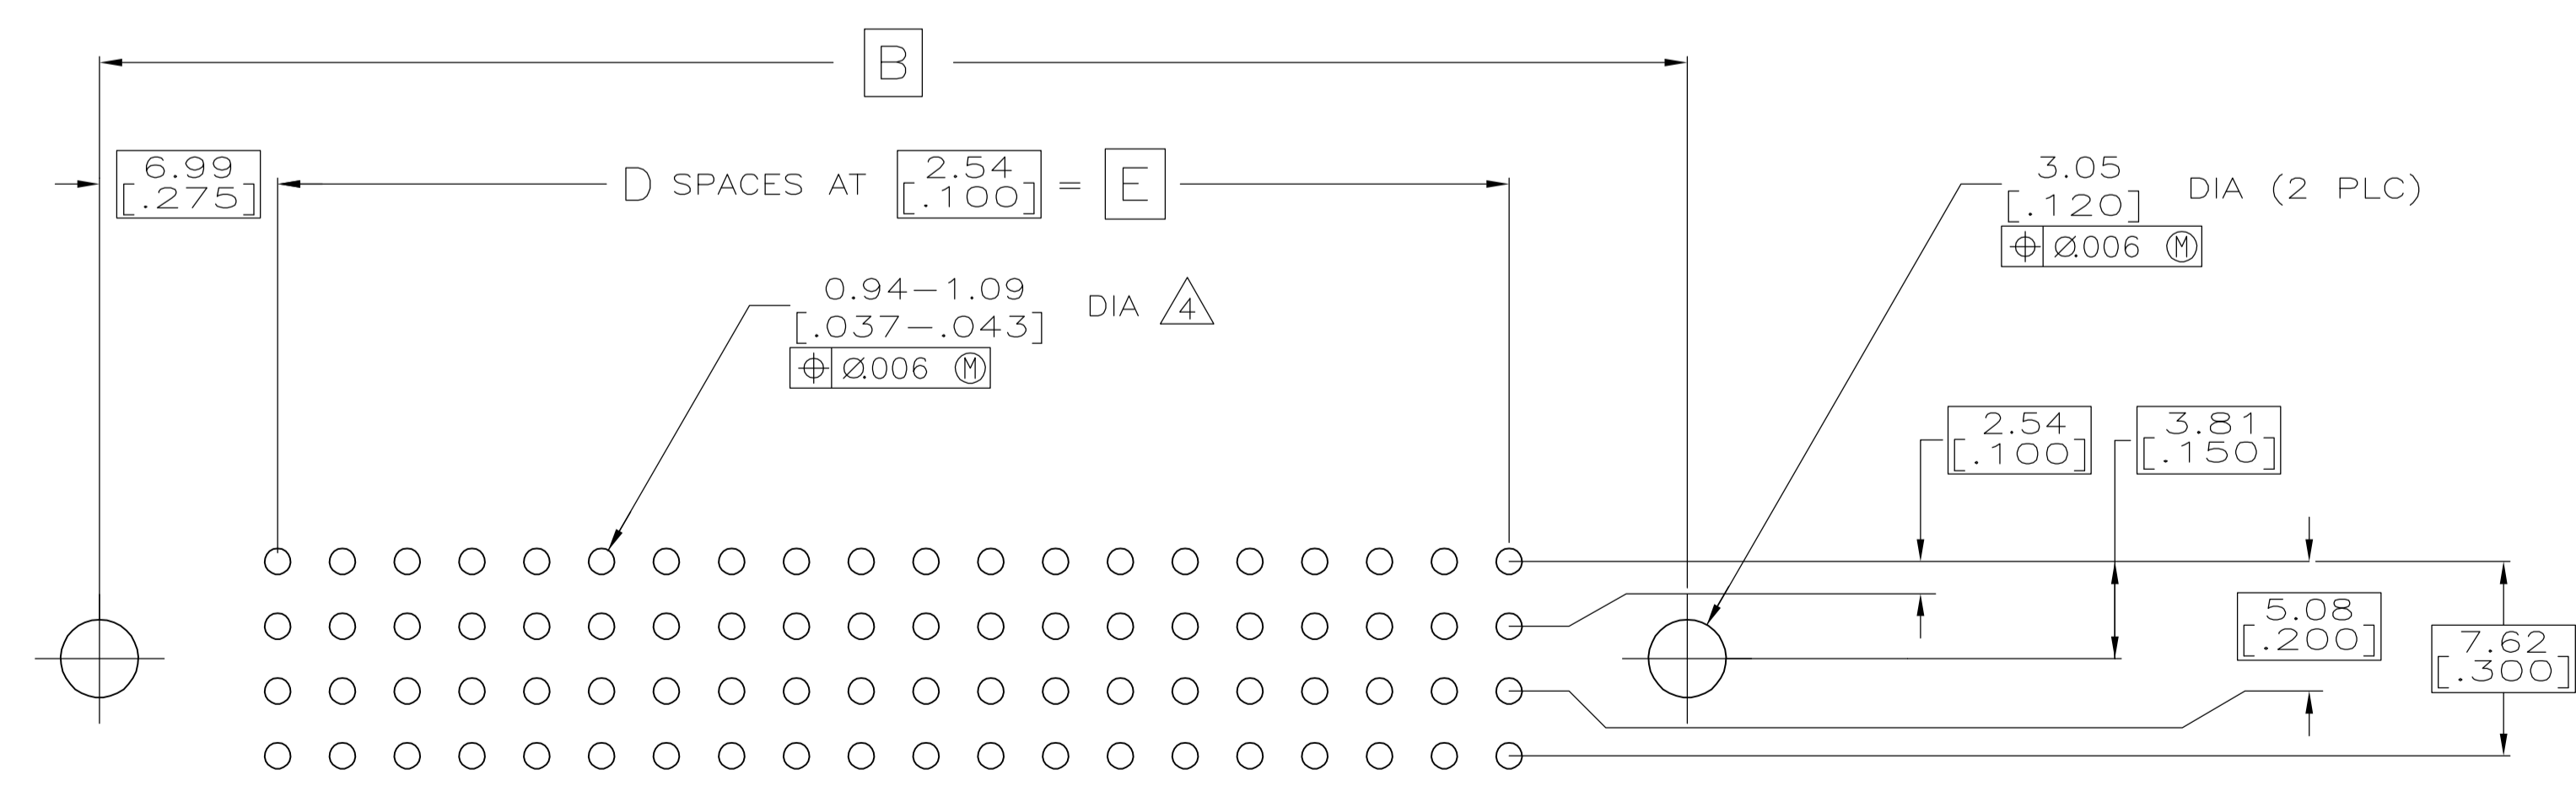 B
6.99
[.275]
D SPACES AT 2.54 = E
[.100]
3.05 DIA (2 PLC)
[.120]
⌖ Ø.006 Ⓜ
0.94-1.09 DIA 4
[.037-.043]
⌖ Ø.006 Ⓜ
2.54
[.100]
3.81
[.150]
5.08
[.200]
7.62
[.300]